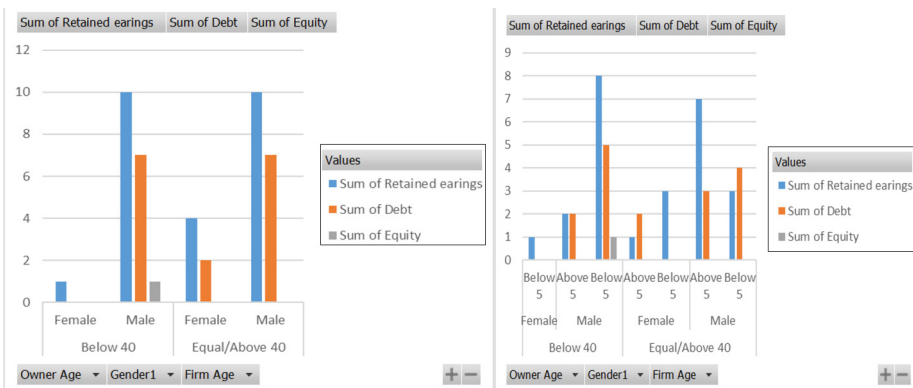 Sum of Retained earings Sum of Debt Sum of Equity
12
10
8
6
4
2
0
Female Male Female Male
Below 40 Equal/Above 40
Values
Sum of Retained earings
Sum of Debt
Sum of Equity
Owner Age Gender1 Firm Age
Sum of Retained earings Sum of Debt Sum of Equity
9
8
7
6
5
4
3
2
1
0
Below Above Below Above Below Above Below
5 5 5 5 5 5 5
Female Male Female Male
Below 40 Equal/Above 40
Values
Sum of Retained earings
Sum of Debt
Sum of Equity
Owner Age Gender1 Firm Age